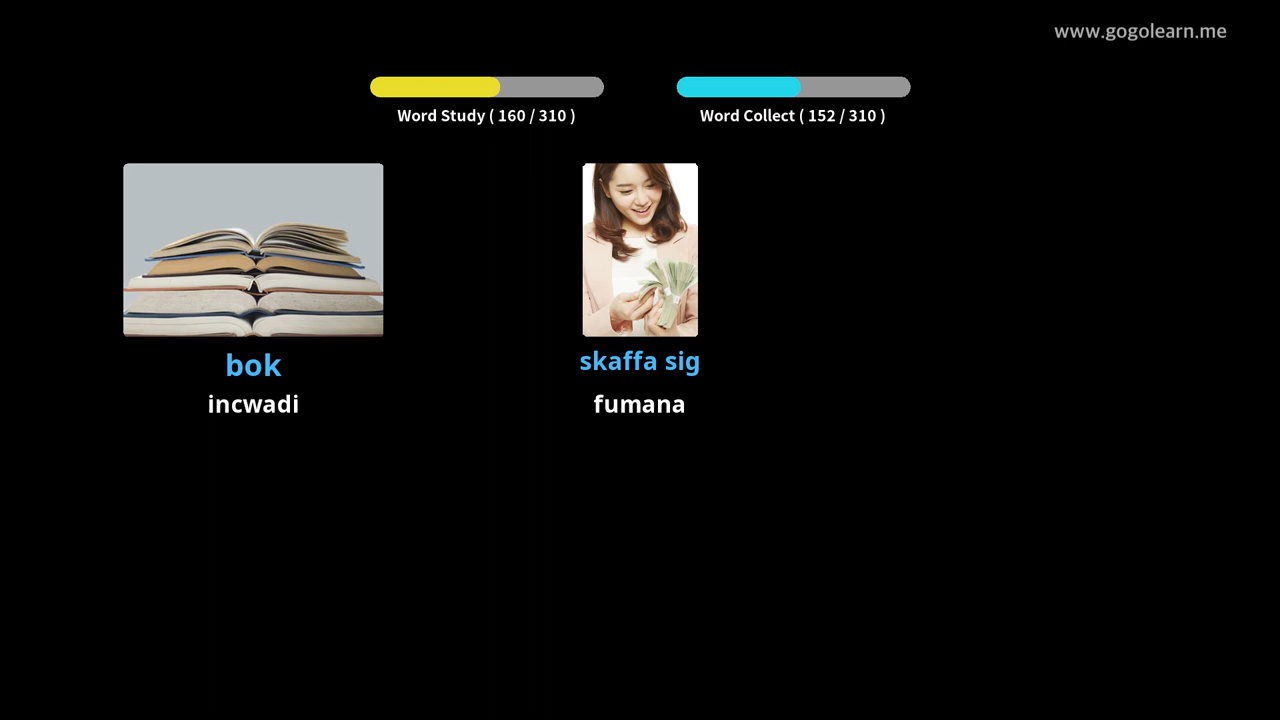 www.gogolearn.me
Word Study ( 160 / 310 )
Word Collect ( 152 / 310 )
bok
incwadi
skaffa sig
fumana